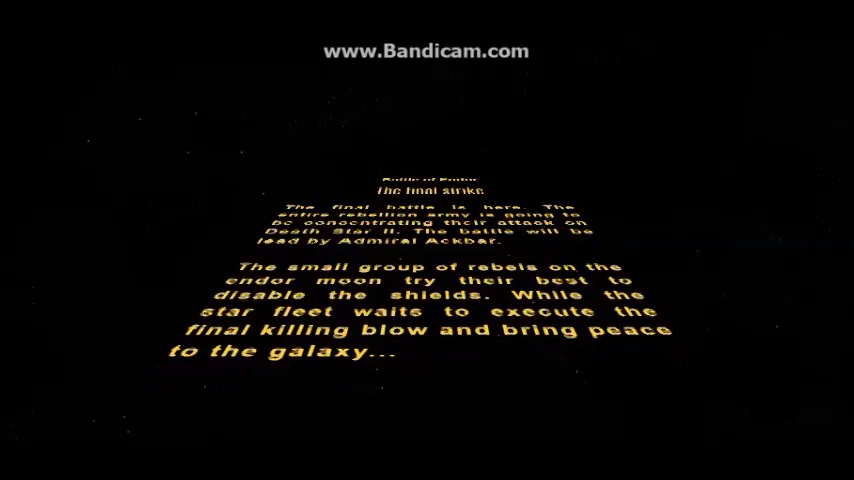 www.Bandicam.com
Battle of Endor
The final strike
The final battle is here. The
entire rebellion army is going to
be concentrating their attack on
Death Star II. The battle will be
lead by Admiral Ackbar.
The small group of rebels on the
endor moon try their best to
disable the shields. While the
star fleet waits to execute the
final killing blow and bring peace
to the galaxy...